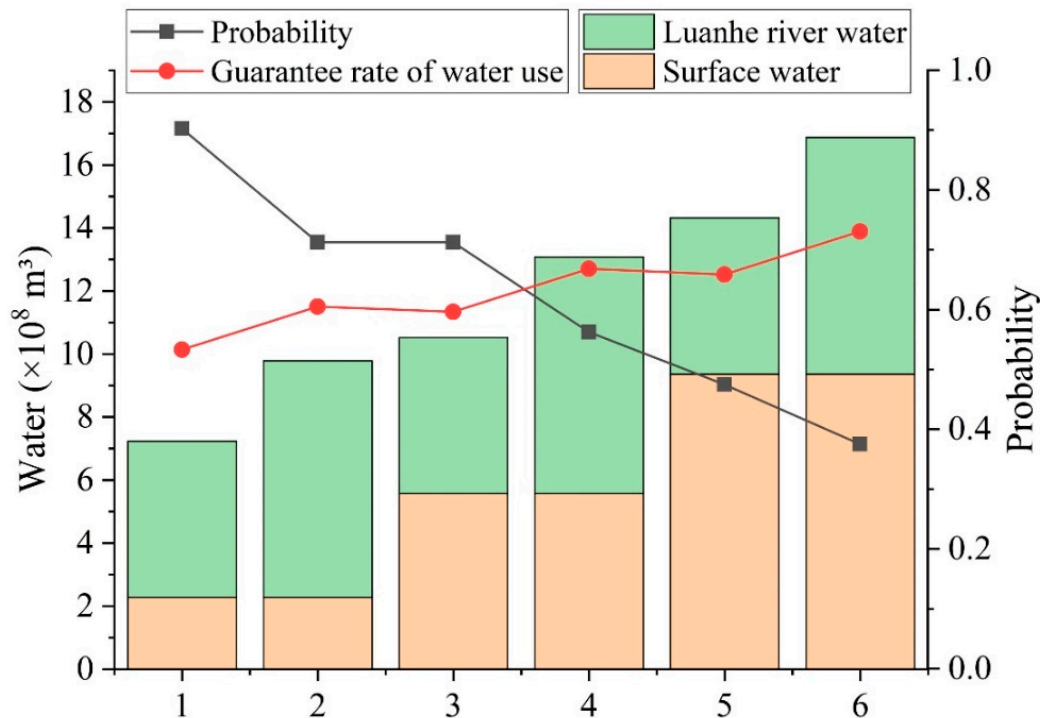 Probability
Guarantee rate of water use
Luanhe river water
Surface water
Water (×10⁸ m³)
18
16
14
12
10
8
6
4
2
0
1.0
0.8
0.6
0.4
0.2
0.0
Probability
1 2 3 4 5 6